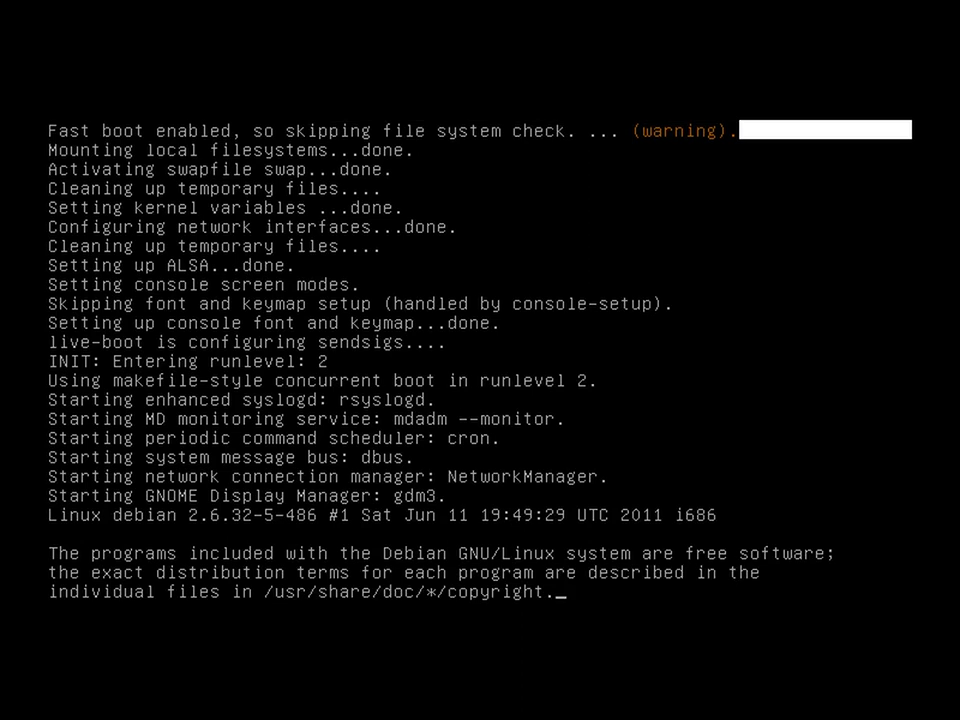 Fast boot enabled, so skipping file system check. ... (warning).
Mounting local filesystems...done.
Activating swapfile swap...done.
Cleaning up temporary files....
Setting kernel variables ...done.
Configuring network interfaces...done.
Cleaning up temporary files....
Setting up ALSA...done.
Setting console screen modes.
Skipping font and keymap setup (handled by console-setup).
Setting up console font and keymap...done.
live-boot is configuring sendsigs....
INIT: Entering runlevel: 2
Using makefile-style concurrent boot in runlevel 2.
Starting enhanced syslogd: rsyslogd.
Starting MD monitoring service: mdadm --monitor.
Starting periodic command scheduler: cron.
Starting system message bus: dbus.
Starting network connection manager: NetworkManager.
Starting GNOME Display Manager: gdm3.
Linux debian 2.6.32-5-486 #1 Sat Jun 11 19:49:29 UTC 2011 i686
The programs included with the Debian GNU/Linux system are free software;
the exact distribution terms for each program are described in the
individual files in /usr/share/doc/*/copyright._